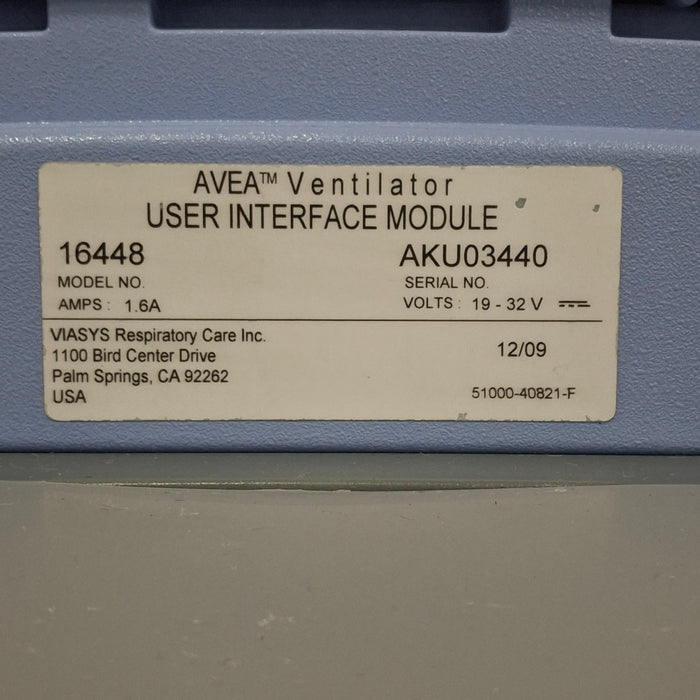 AVEA™ Ventilator
USER INTERFACE MODULE
16448 AKU03440
MODEL NO. SERIAL NO.
AMPS : 1.6A VOLTS : 19 - 32 V ⎓
VIASYS Respiratory Care Inc.
1100 Bird Center Drive 12/09
Palm Springs, CA 92262
USA 51000-40821-F